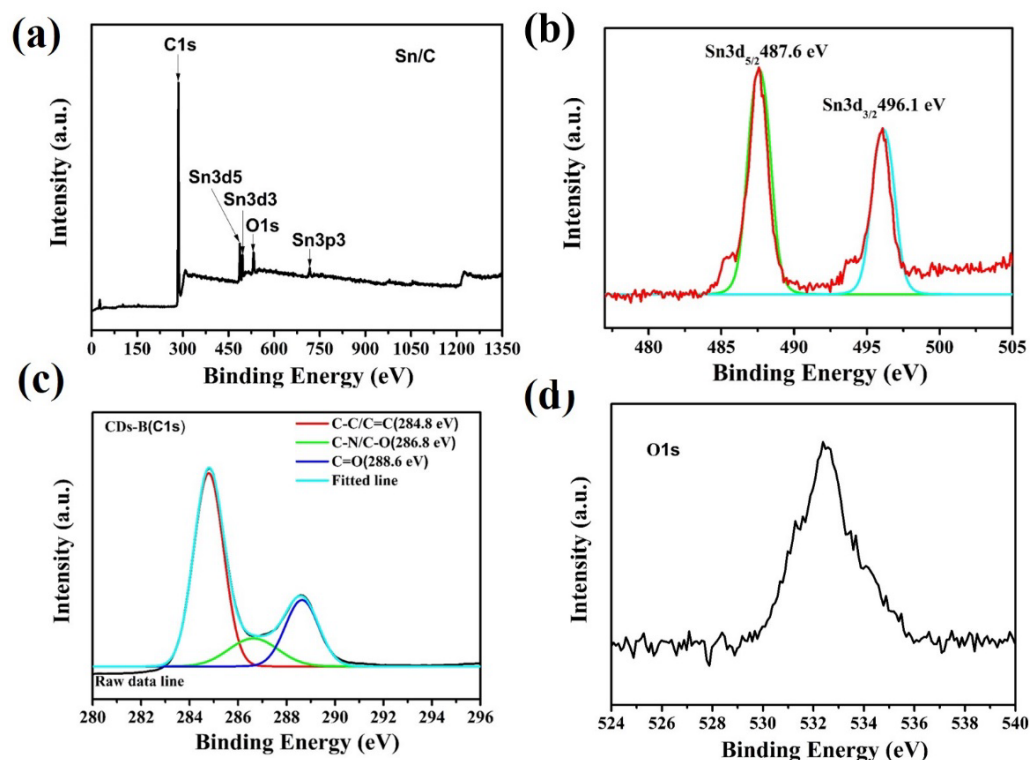 (a)
C1s
Sn/C
Sn3d5
Sn3d3
O1s
Sn3p3
Intensity (a.u.)
0 150 300 450 600 750 900 1050 1200 1350
Binding Energy (eV)
(b)
Sn3d5/2 487.6 eV
Sn3d3/2 496.1 eV
Intensity (a.u.)
480 485 490 495 500 505
Binding Energy (eV)
(c)
CDs-B(C1s)
C-C/C=C(284.8 eV)
C-N/C-O(286.8 eV)
C=O(288.6 eV)
Fitted line
Raw data line
Intensity (a.u.)
280 282 284 286 288 290 292 294 296
Binding Energy (eV)
(d)
O1s
Intensity (a.u.)
524 526 528 530 532 534 536 538 540
Binding Energy (eV)